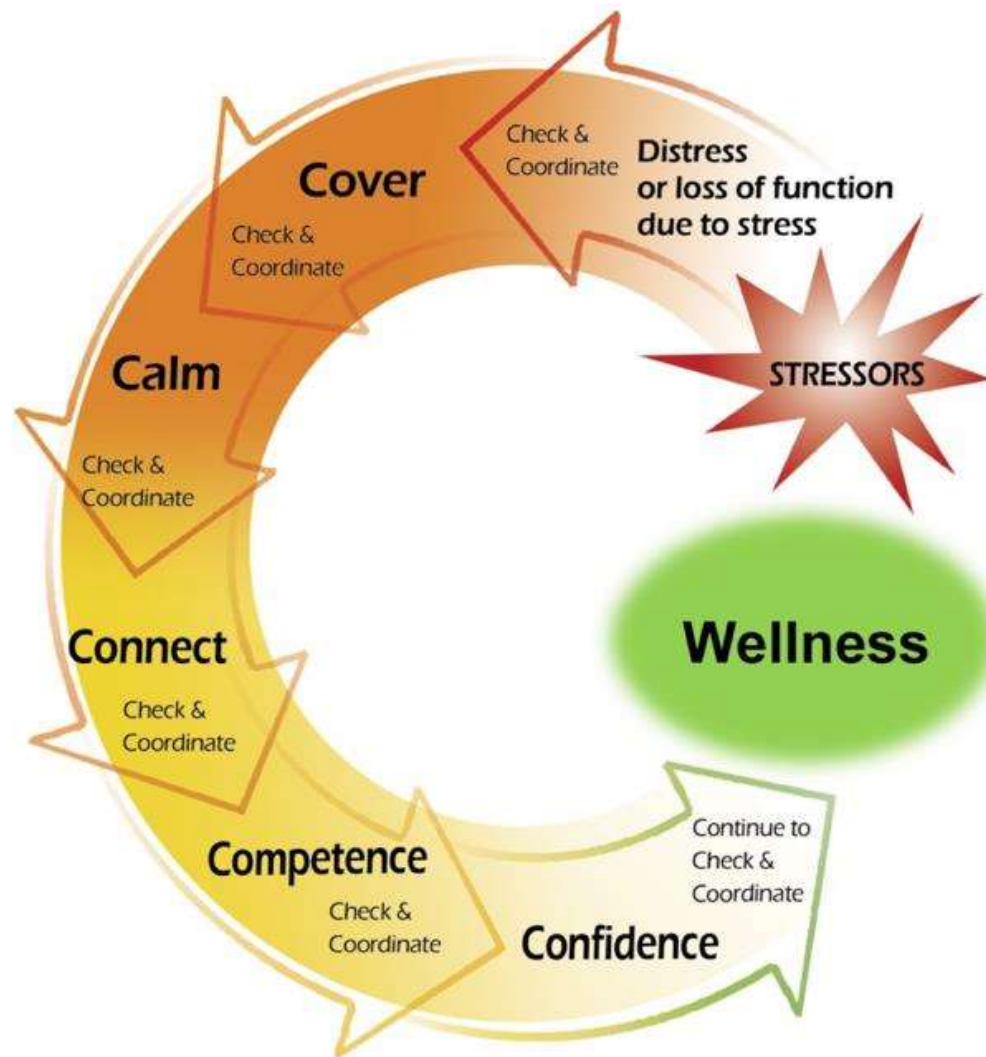 STRESSORS
Distress
or loss of function
due to stress
Check &
Coordinate
Cover
Check &
Coordinate
Calm
Check &
Coordinate
Connect
Check &
Coordinate
Competence
Check &
Coordinate
Confidence
Continue to
Check &
Coordinate
Wellness